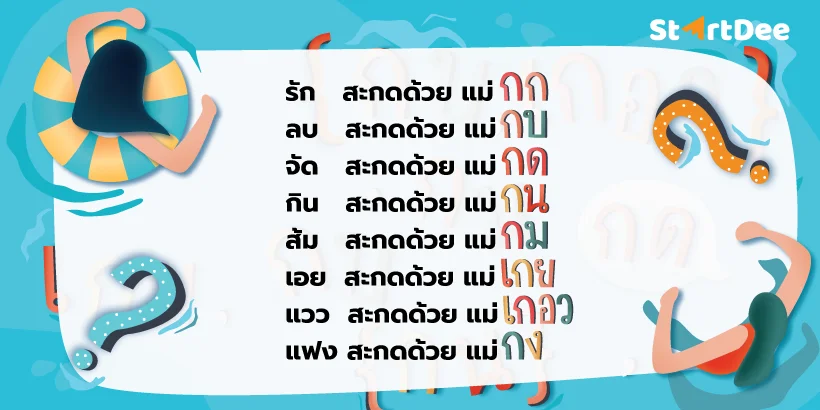 StartDee
รัก สะกดด้วย แม่ กก
ลบ สะกดด้วย แม่ กบ
จัด สะกดด้วย แม่ กด
กิน สะกดด้วย แม่ กน
ส้ม สะกดด้วย แม่ กม
เอย สะกดด้วย แม่ เกย
แวว สะกดด้วย แม่ เกอว
แฟง สะกดด้วย แม่ กง
กด